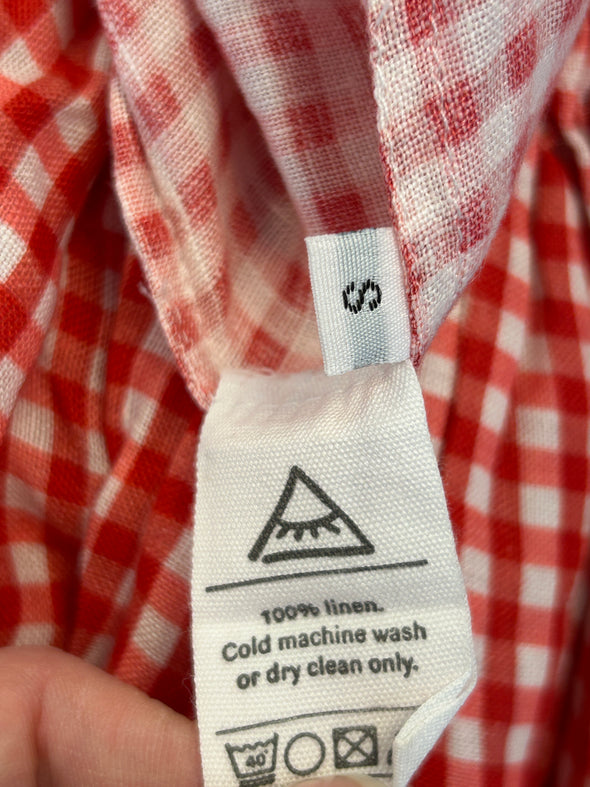 S
100% linen.
Cold machine wash
or dry clean only.
40